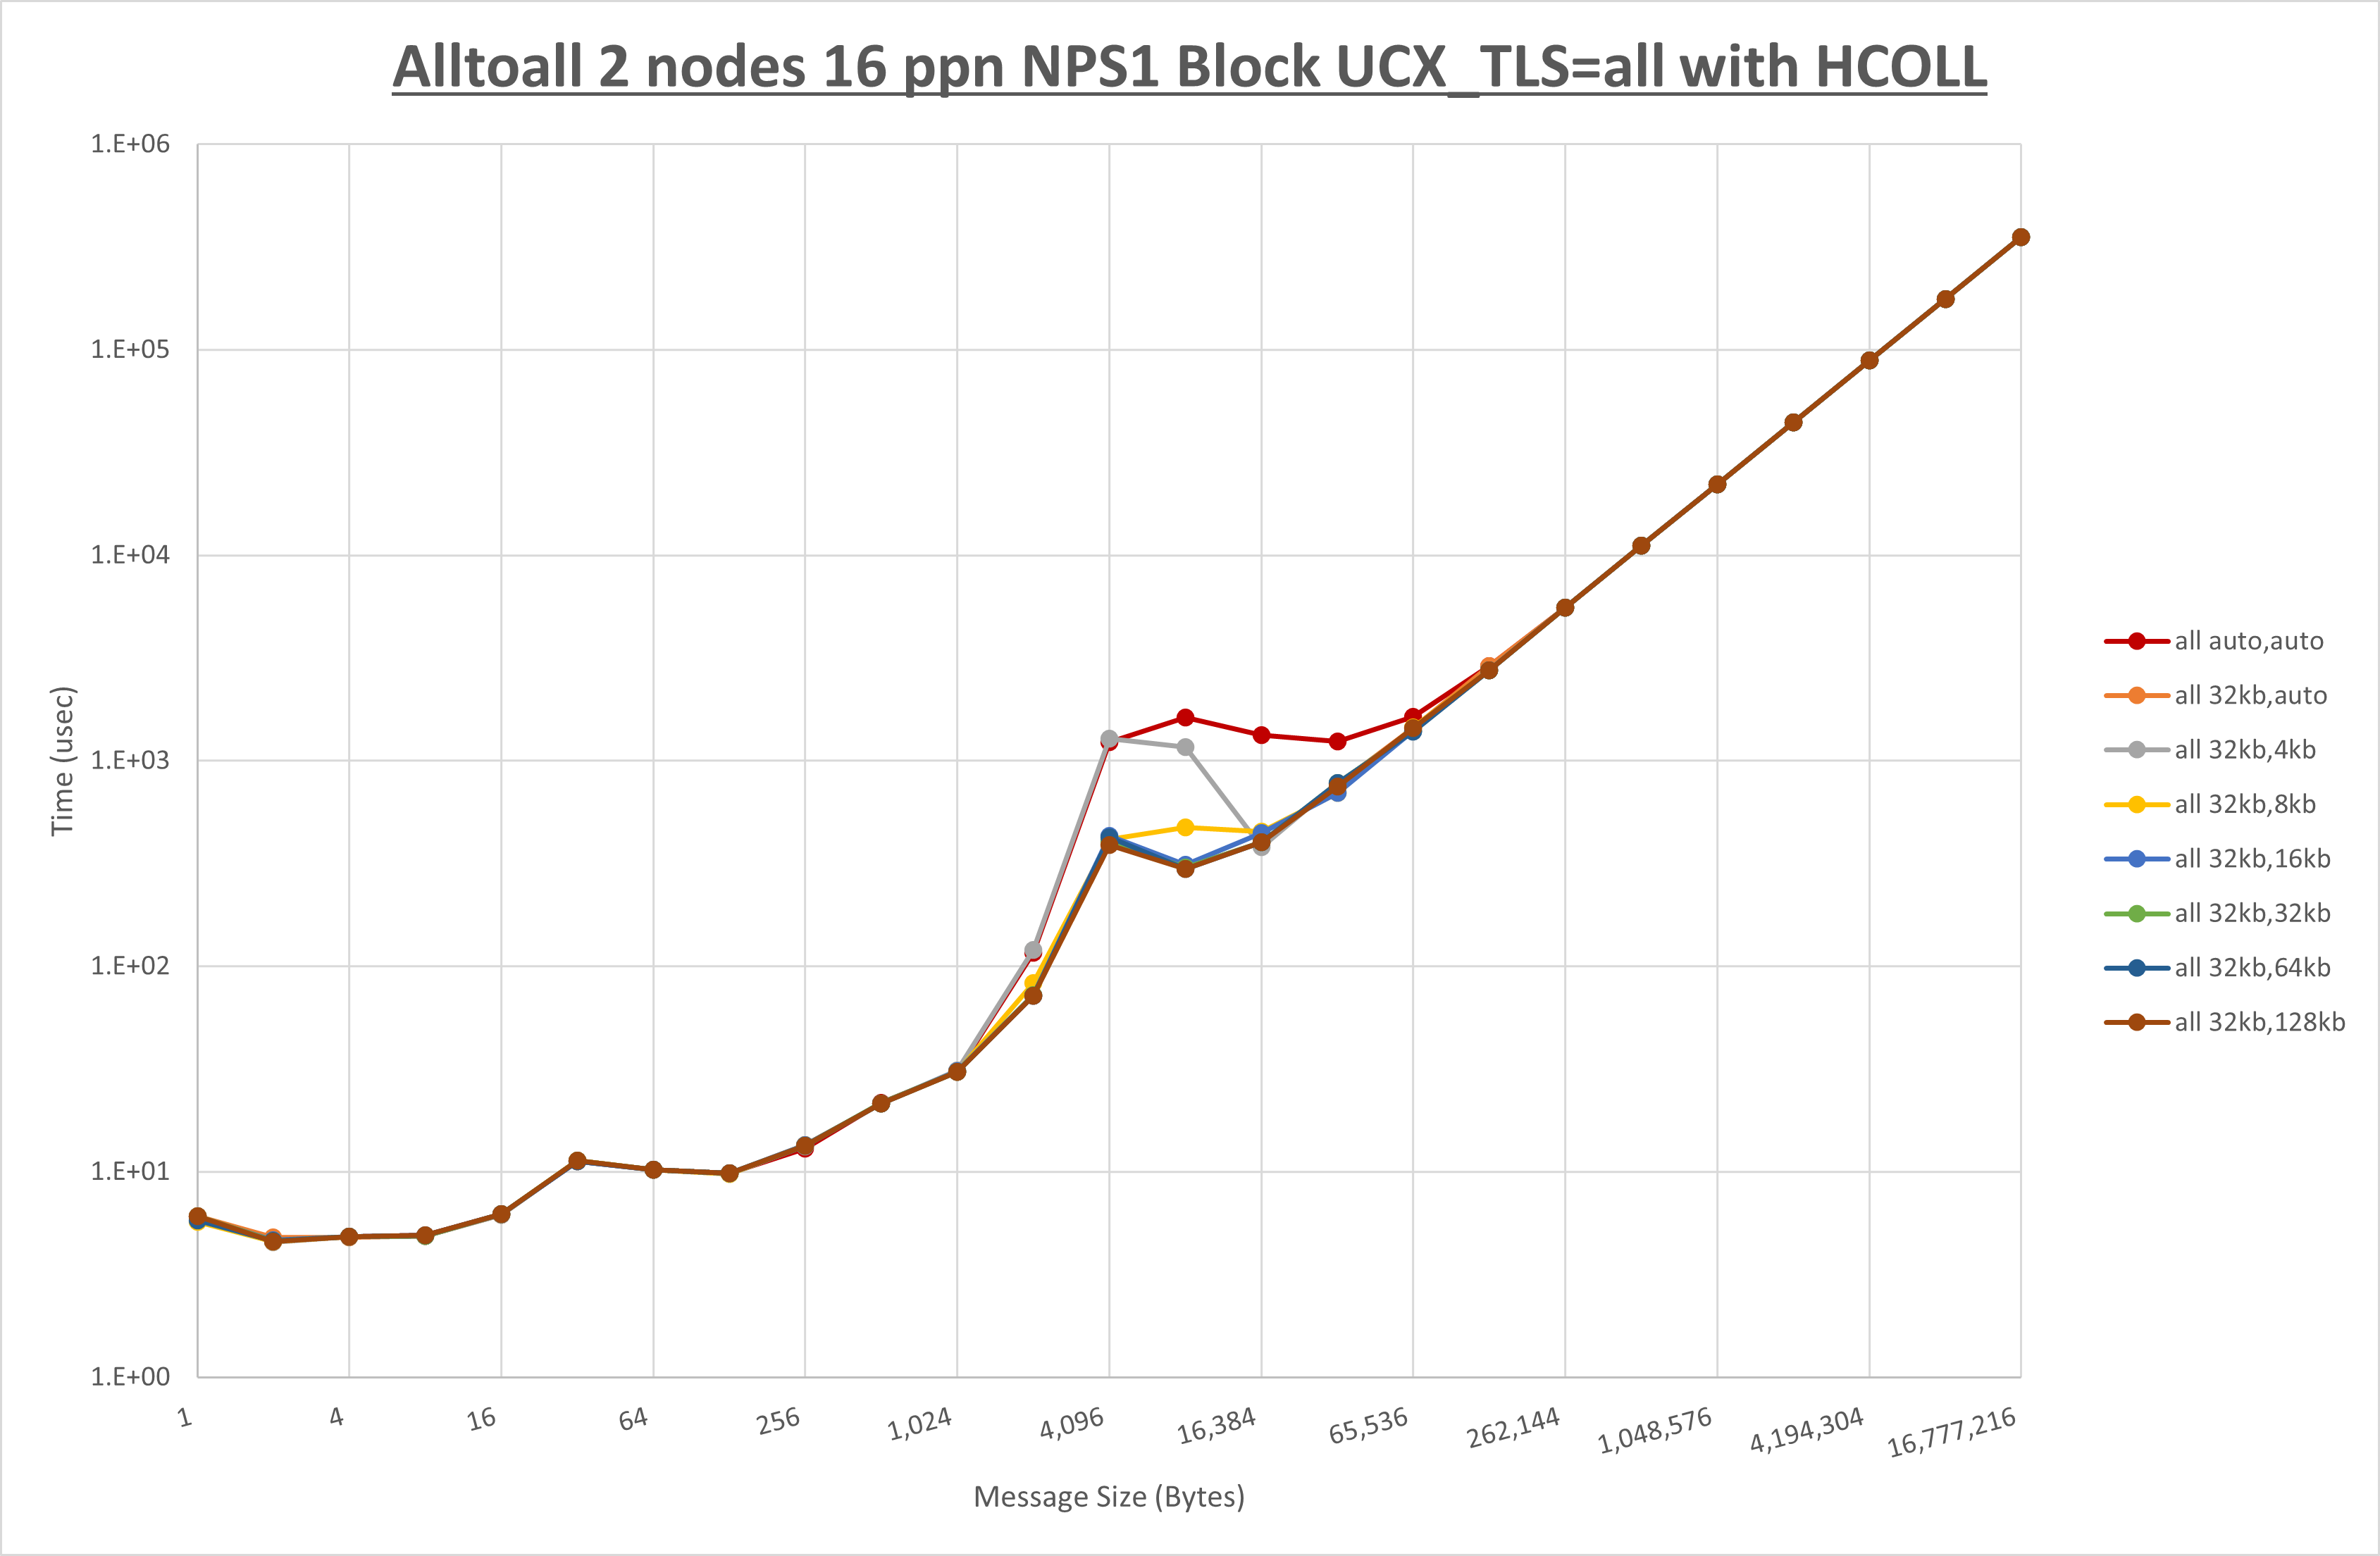 Alltoall 2 nodes 16 ppn NPS1 Block UCX_TLS=all with HCOLL
1.E+06
1.E+05
1.E+04
1.E+03
1.E+02
1.E+01
1.E+00
Time (usec)
1
4
16
64
256
1,024
4,096
16,384
65,536
262,144
1,048,576
4,194,304
16,777,216
Message Size (Bytes)
all auto,auto
all 32kb,auto
all 32kb,4kb
all 32kb,8kb
all 32kb,16kb
all 32kb,32kb
all 32kb,64kb
all 32kb,128kb